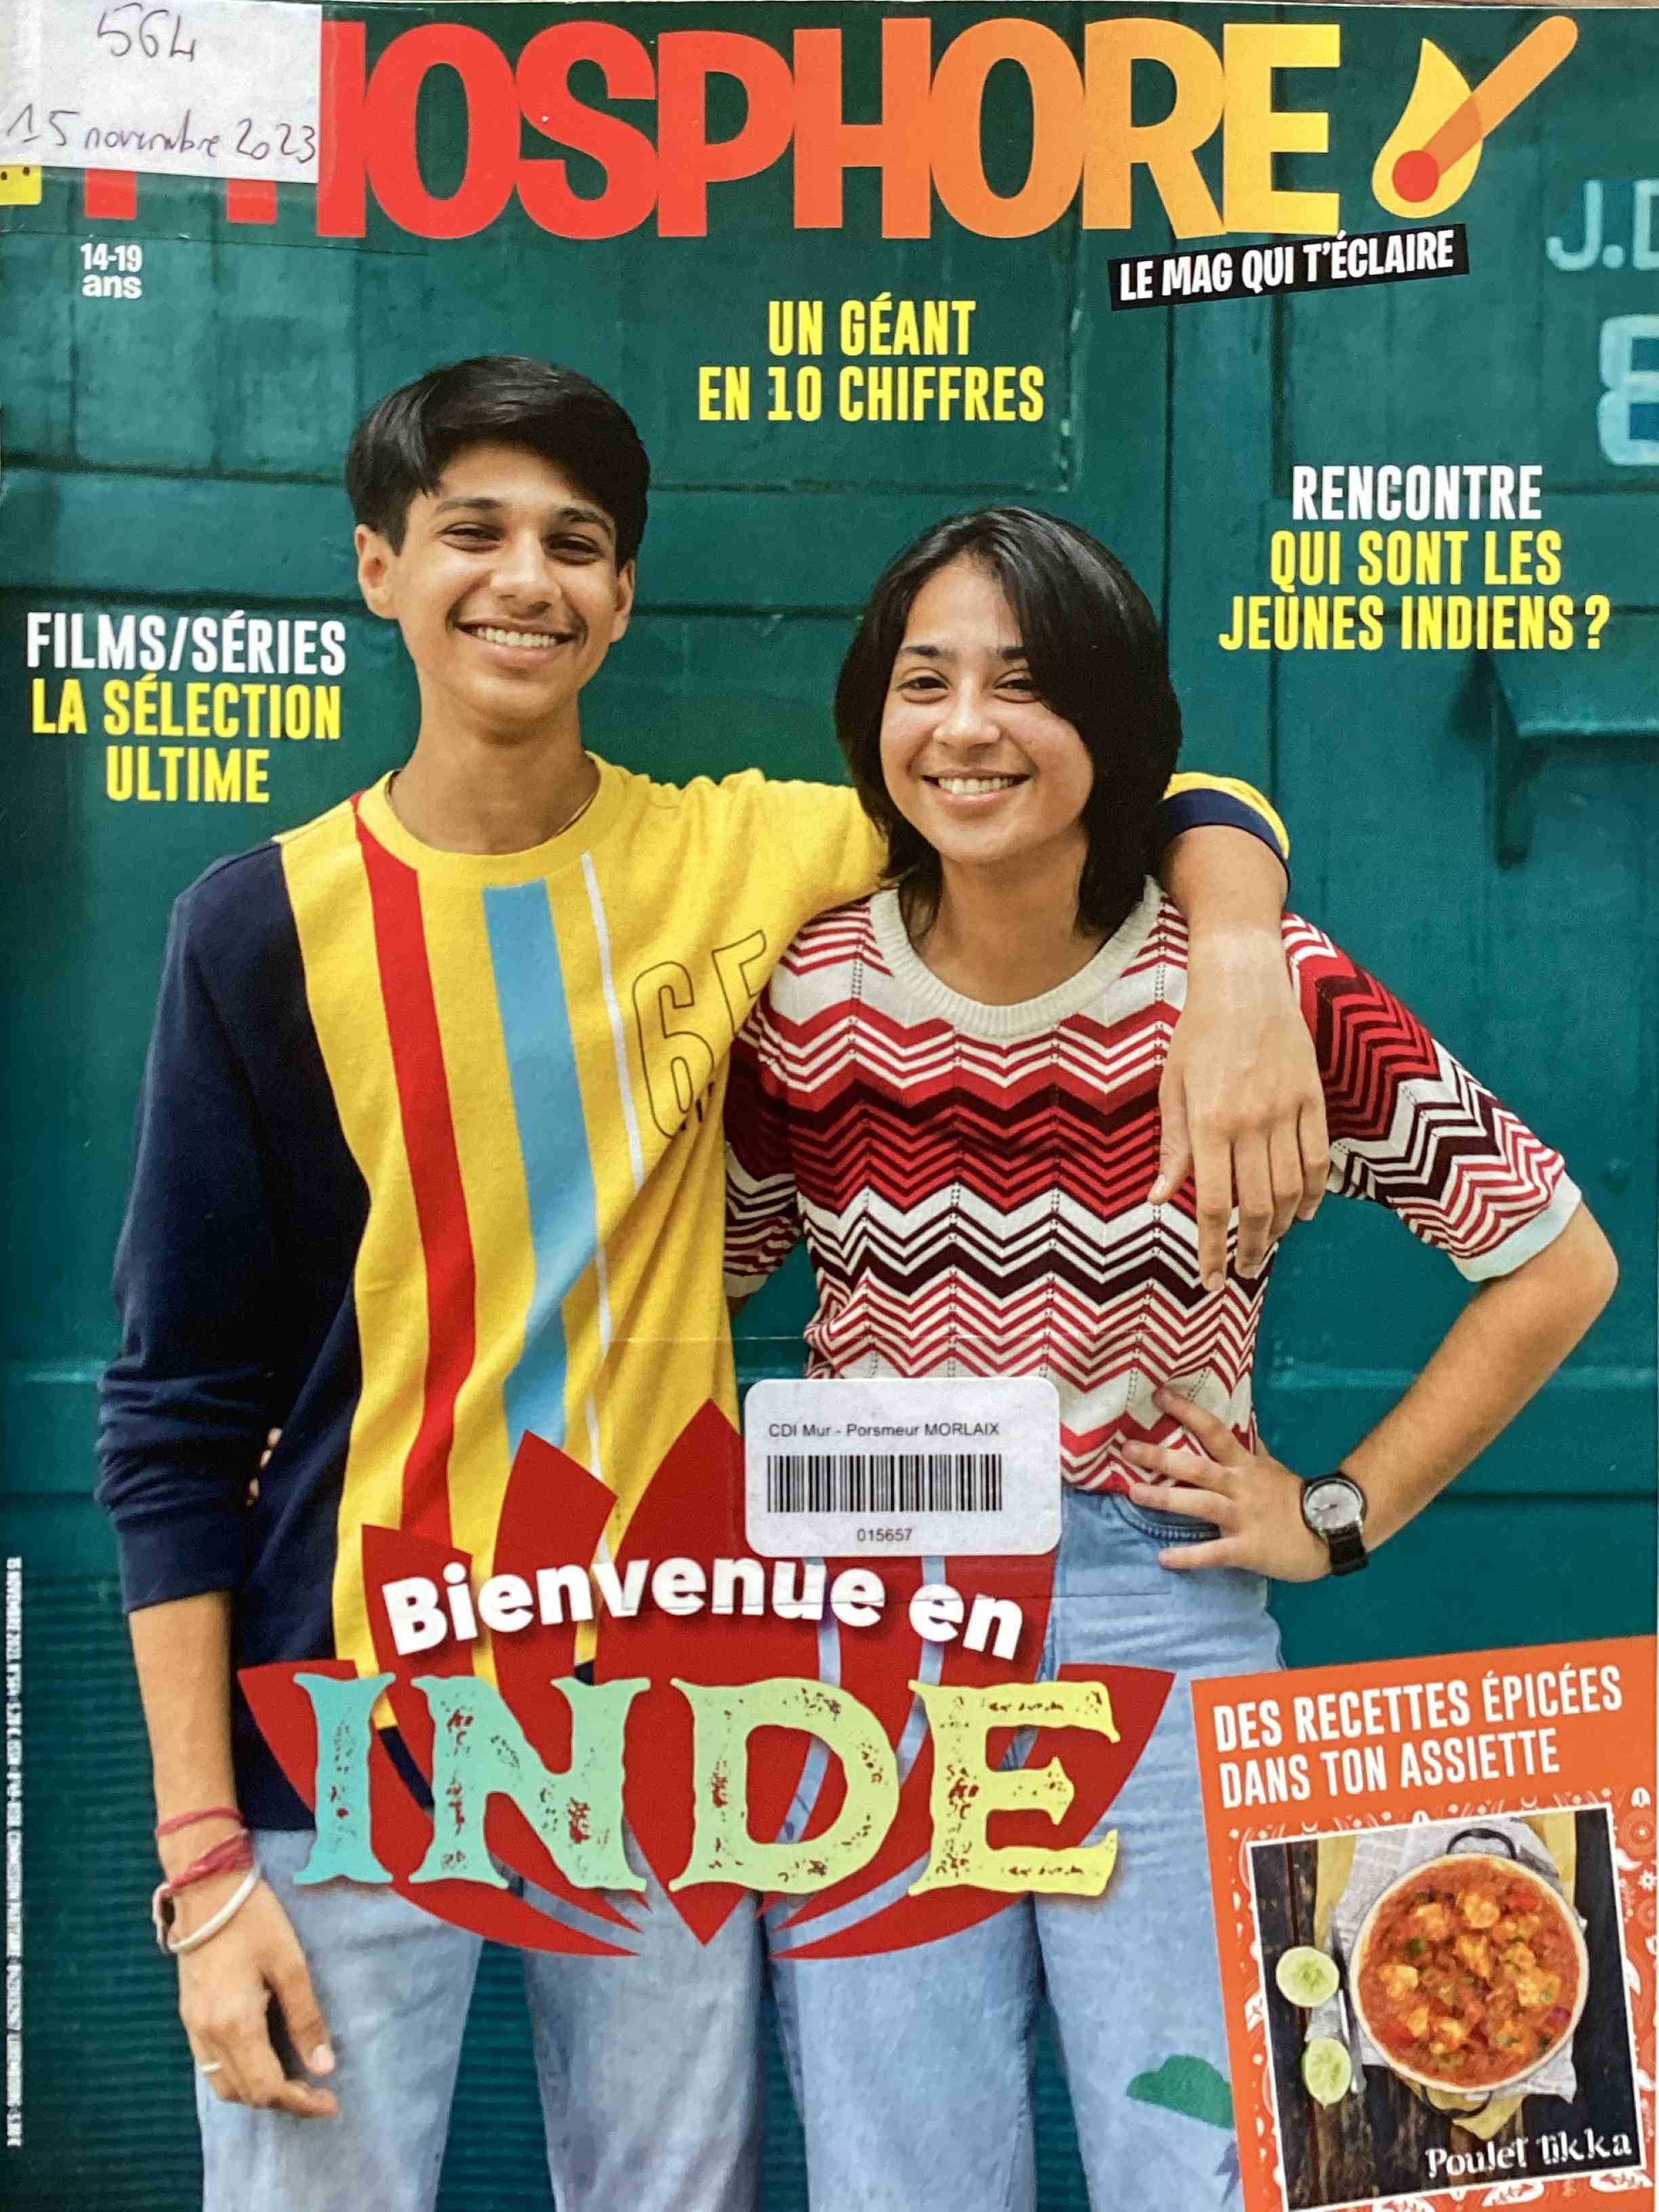 564
15 novembre 2023
PHOSPHORE
14-19
ans
LE MAG QUI T'ÉCLAIRE
J.D
8
UN GÉANT
EN 10 CHIFFRES
RENCONTRE
QUI SONT LES
JEUNES INDIENS ?
FILMS/SÉRIES
LA SÉLECTION
ULTIME
65
CDI Mur - Porsmeur MORLAIX
015657
Bienvenue en
INDE
DES RECETTES ÉPICÉES
DANS TON ASSIETTE
Poulet tikka